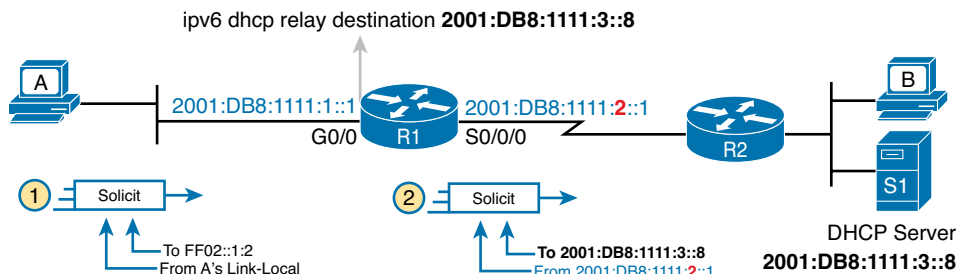 ipv6 dhcp relay destination 2001:DB8:1111:3::8
A
2001:DB8:1111:1::1
2001:DB8:1111:2::1
B
G0/0
R1
S0/0/0
R2
S1
1
Solicit
2
Solicit
To FF02::1:2
From A's Link-Local
To 2001:DB8:1111:3::8
From 2001:DB8:1111:2::1
DHCP Server
2001:DB8:1111:3::8